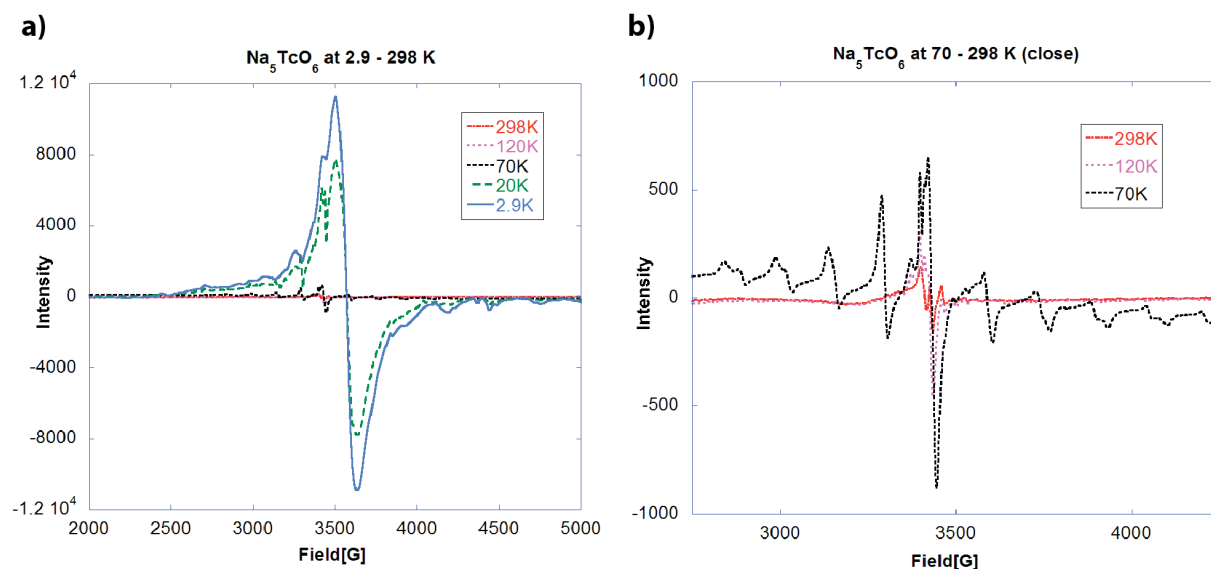 a)
Na5TcO6 at 2.9 - 298 K
1.2 10^4
8000
4000
0
-4000
-8000
-1.2 10^4
Intensity
298K
120K
70K
20K
2.9K
2000
2500
3000
3500
4000
4500
5000
Field[G]
b)
Na5TcO6 at 70 - 298 K (close)
1000
500
0
-500
-1000
Intensity
298K
120K
70K
3000
3500
4000
Field[G]